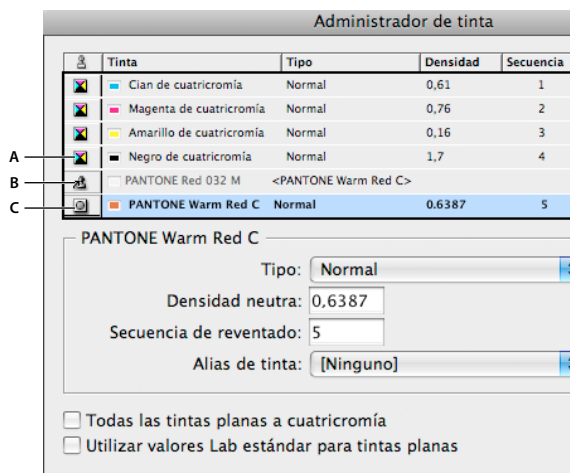 Administrador de tinta
Tinta Tipo Densidad Secuencia
Cian de cuatricromía Normal 0,61 1
Magenta de cuatricromía Normal 0,76 2
Amarillo de cuatricromía Normal 0,16 3
A Negro de cuatricromía Normal 1,7 4
B PANTONE Red 032 M <PANTONE Warm Red C>
C PANTONE Warm Red C Normal 0.6387 5
PANTONE Warm Red C
Tipo: Normal
Densidad neutra: 0,6387
Secuencia de reventado: 5
Alias de tinta: [Ninguno]
Todas las tintas planas a cuatricromía
Utilizar valores Lab estándar para tintas planas